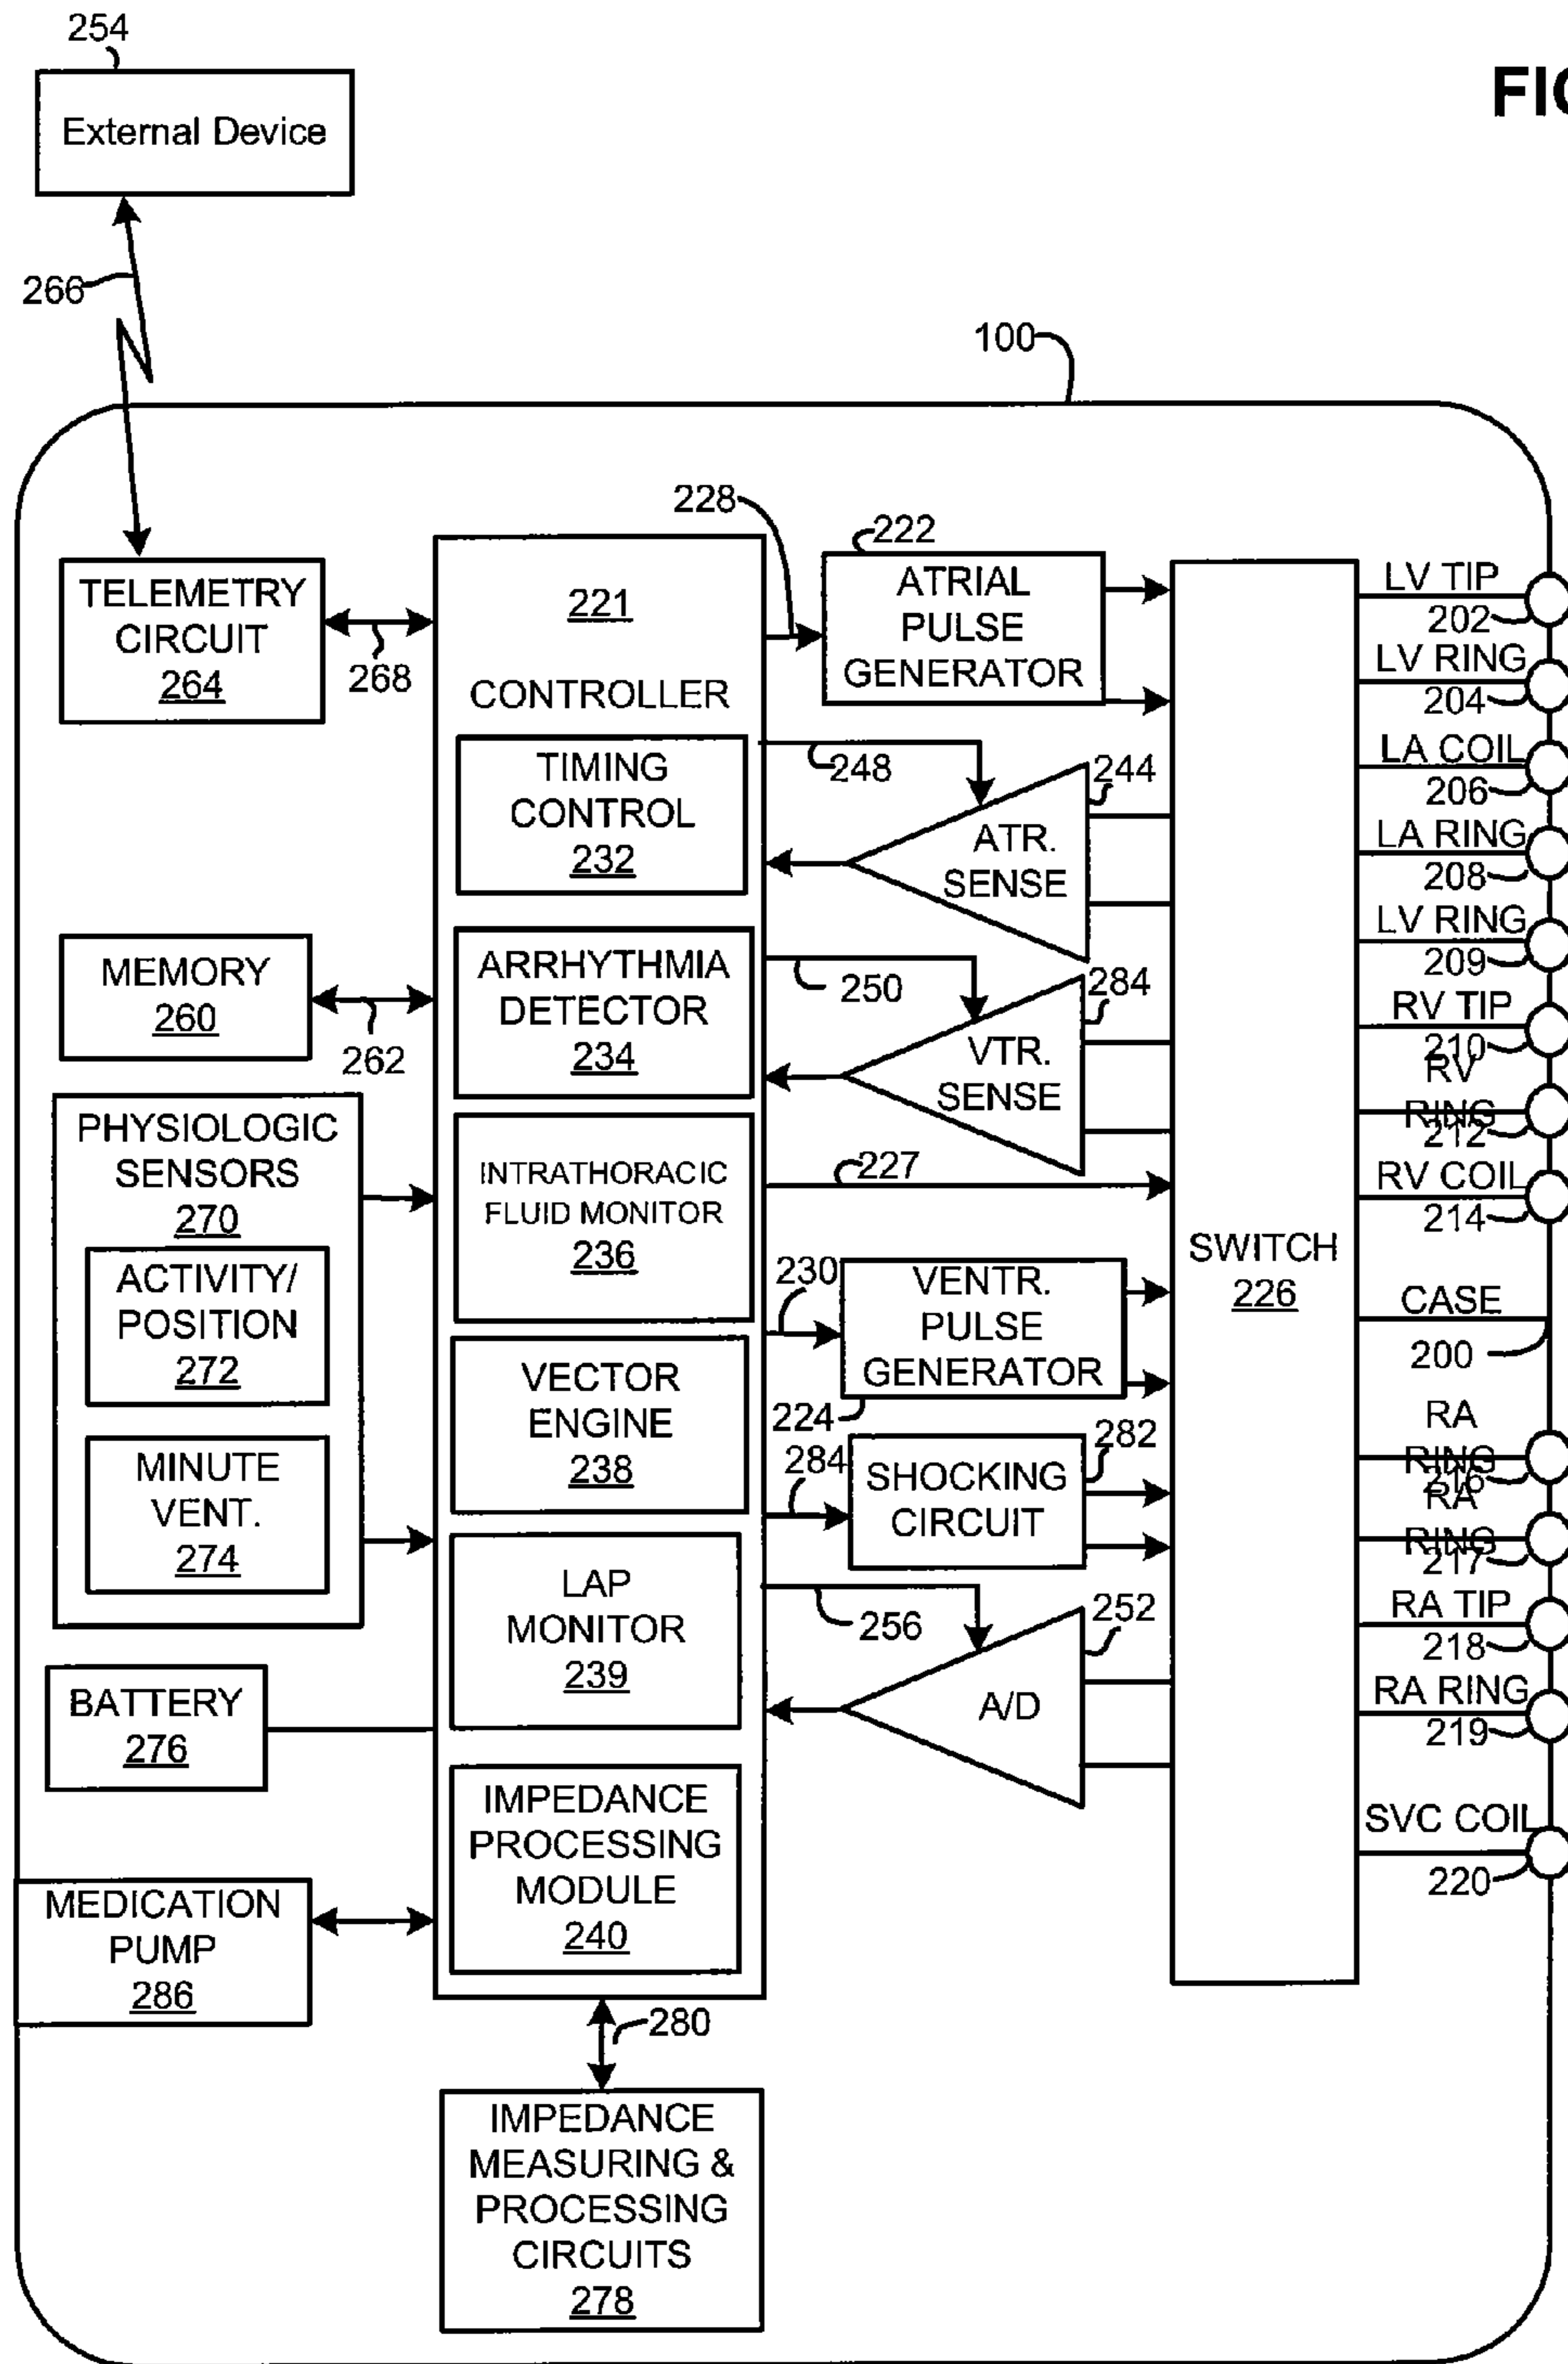 254
FIG
External Device
266
100
228
222
TELEMETRY
CIRCUIT
264
268
221
CONTROLLER
ATRIAL
PULSE
GENERATOR
TIMING
CONTROL
232
248
244
ATR.
SENSE
MEMORY
260
262
ARRHYTHMIA
DETECTOR
234
250
284
VTR.
SENSE
PHYSIOLOGIC
SENSORS
270
ACTIVITY/
POSITION
272
MINUTE
VENT.
274
INTRATHORACIC
FLUID MONITOR
236
227
230
VENTR.
PULSE
GENERATOR
224
VECTOR
ENGINE
238
284
282
SHOCKING
CIRCUIT
LAP
MONITOR
239
256
252
A/D
BATTERY
276
IMPEDANCE
PROCESSING
MODULE
240
MEDICATION
PUMP
286
280
IMPEDANCE
MEASURING &
PROCESSING
CIRCUITS
278
SWITCH
226
LV TIP
202
LV RING
204
LA COIL
206
LA RING
208
LV RING
209
RV TIP
210
RV
RING
212
RV COIL
214
CASE
200
RA
RING
216
RA
RING
217
RA TIP
218
RA RING
219
SVC COIL
220